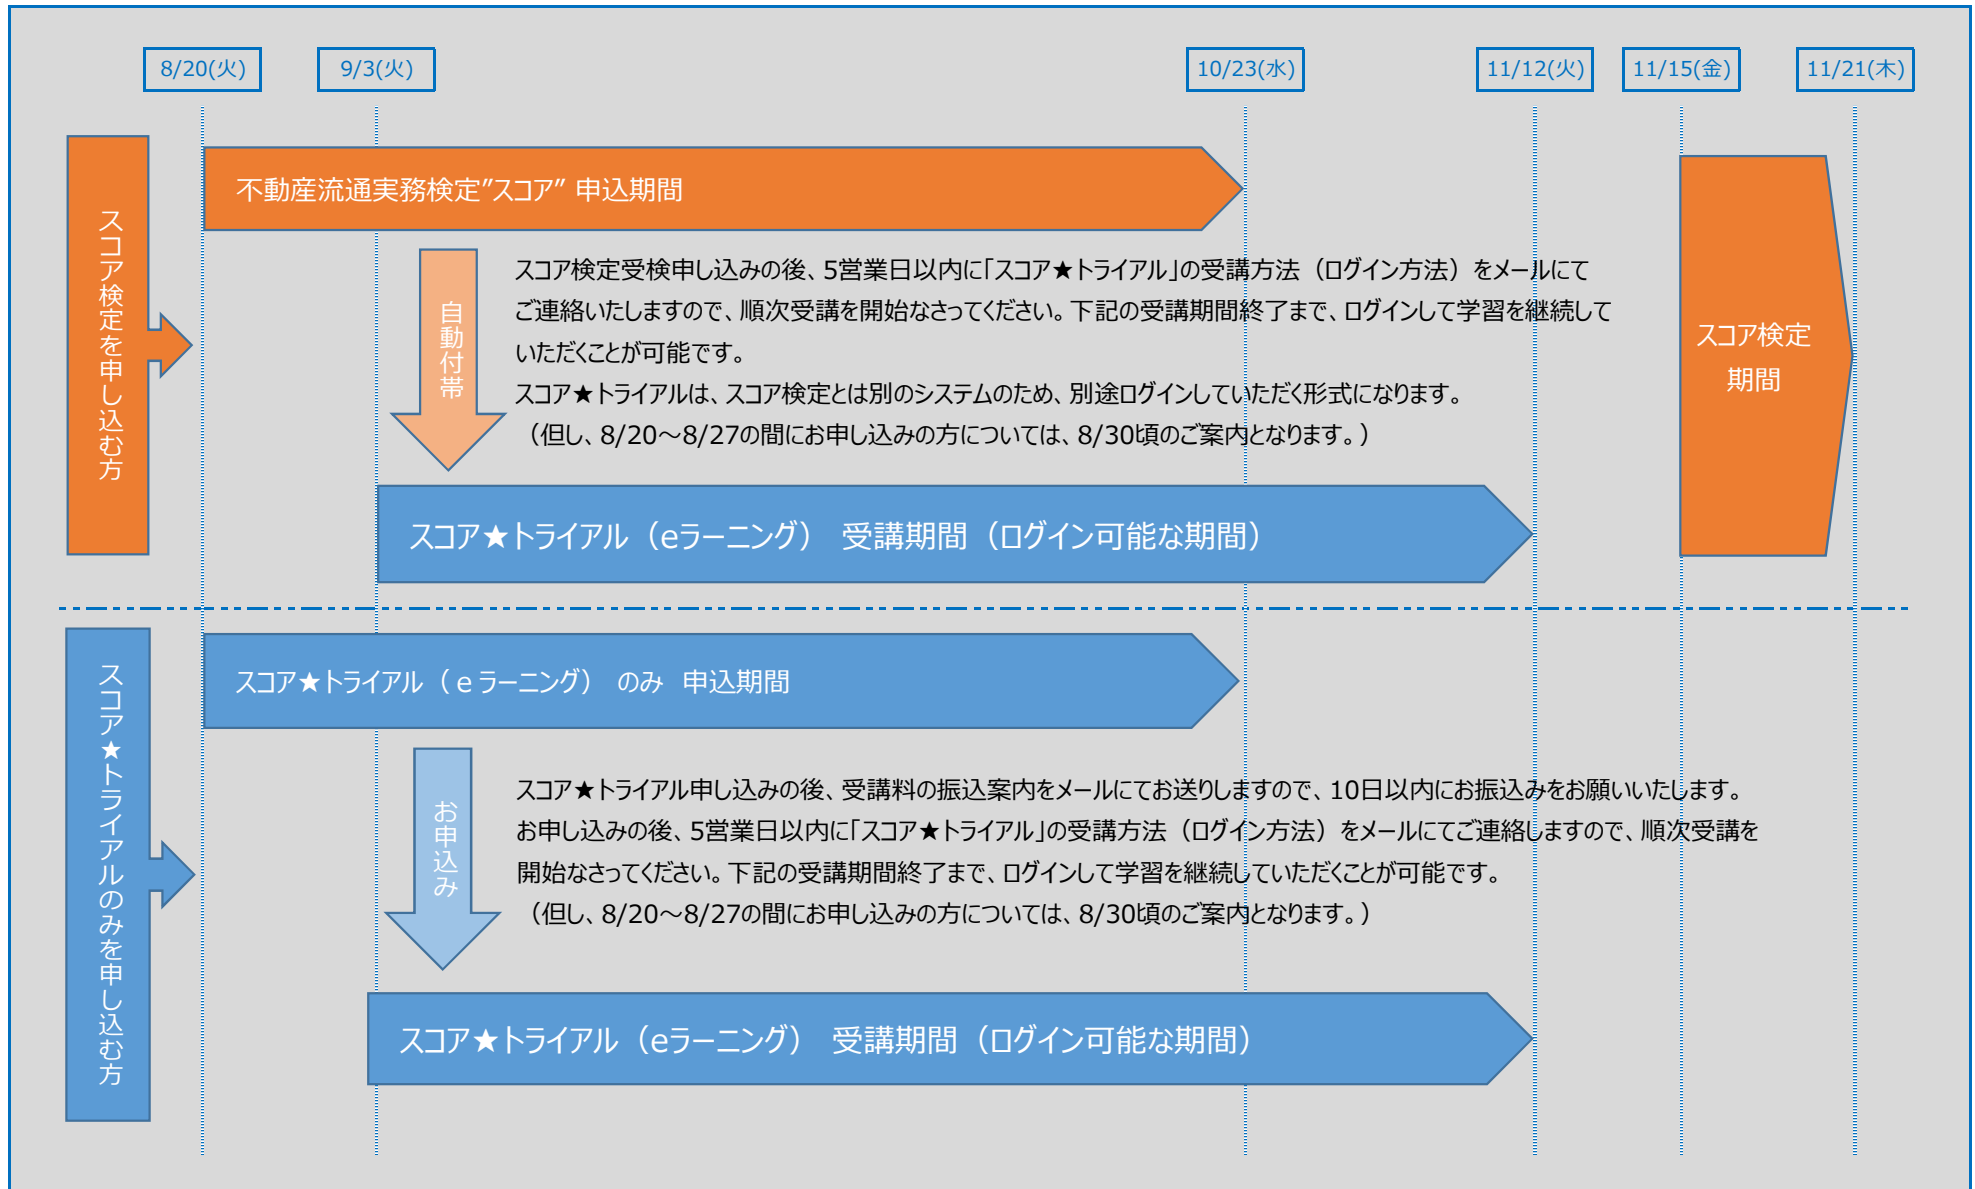 8/20(火)
9/3(火)
10/23(水)
11/12(火)
11/15(金)
11/21(木)
スコア検定を申し込む方
不動産流通実務検定”スコア” 申込期間
自動付帯
スコア検定受検申し込みの後、5営業日以内に「スコア★トライアル」の受講方法（ログイン方法）をメールにて
ご連絡いたしますので、順次受講を開始なさってください。下記の受講期間終了まで、ログインして学習を継続して
いただくことが可能です。
スコア★トライアルは、スコア検定とは別のシステムのため、別途ログインしていただく形式になります。
（但し、8/20～8/27の間にお申し込みの方については、8/30頃のご案内となります。）
スコア検定
期間
スコア★トライアル（eラーニング）　受講期間（ログイン可能な期間）
スコア★トライアルのみを申し込む方
スコア★トライアル（ｅラーニング）　のみ　申込期間
お申込み
スコア★トライアル申し込みの後、受講料の振込案内をメールにてお送りしますので、10日以内にお振込みをお願いいたします。
お申し込みの後、5営業日以内に「スコア★トライアル」の受講方法（ログイン方法）をメールにてご連絡しますので、順次受講を
開始なさってください。下記の受講期間終了まで、ログインして学習を継続していただくことが可能です。
（但し、8/20～8/27の間にお申し込みの方については、8/30頃のご案内となります。）
スコア★トライアル（eラーニング）　受講期間（ログイン可能な期間）